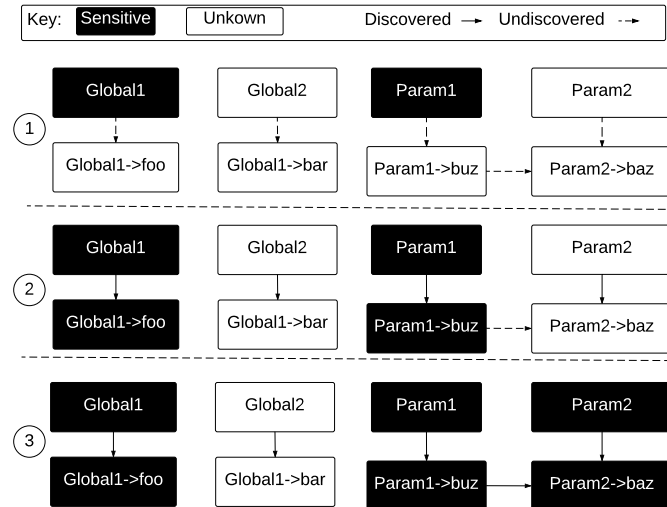 Key: Sensitive Unkown Discovered Undiscovered
Global1 Global2 Param1 Param2
1
Global1->foo Global1->bar Param1->buz Param2->baz
Global1 Global2 Param1 Param2
2
Global1->foo Global1->bar Param1->buz Param2->baz
Global1 Global2 Param1 Param2
3
Global1->foo Global1->bar Param1->buz Param2->baz